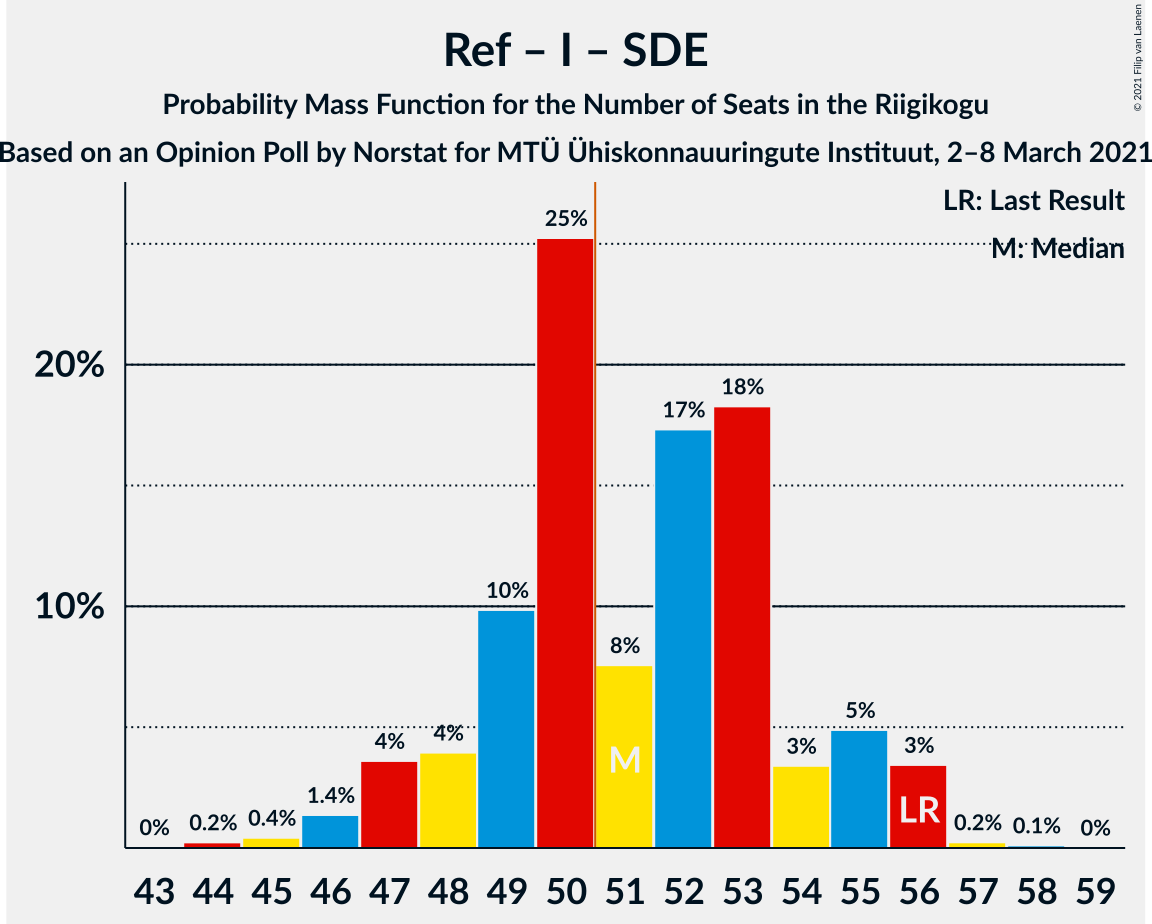 Ref – I – SDE
Probability Mass Function for the Number of Seats in the Riigikogu
Based on an Opinion Poll by Norstat for MTÜ Ühiskonnauuringute Instituut, 2–8 March 2021
© 2021 Filip van Laenen
LR: Last Result
M: Median
20%
10%
0%
0.2%
0.4%
1.4%
4%
4%
10%
25%
8%
17%
18%
3%
5%
3%
0.2%
0.1%
0%
M
LR
43 44 45 46 47 48 49 50 51 52 53 54 55 56 57 58 59